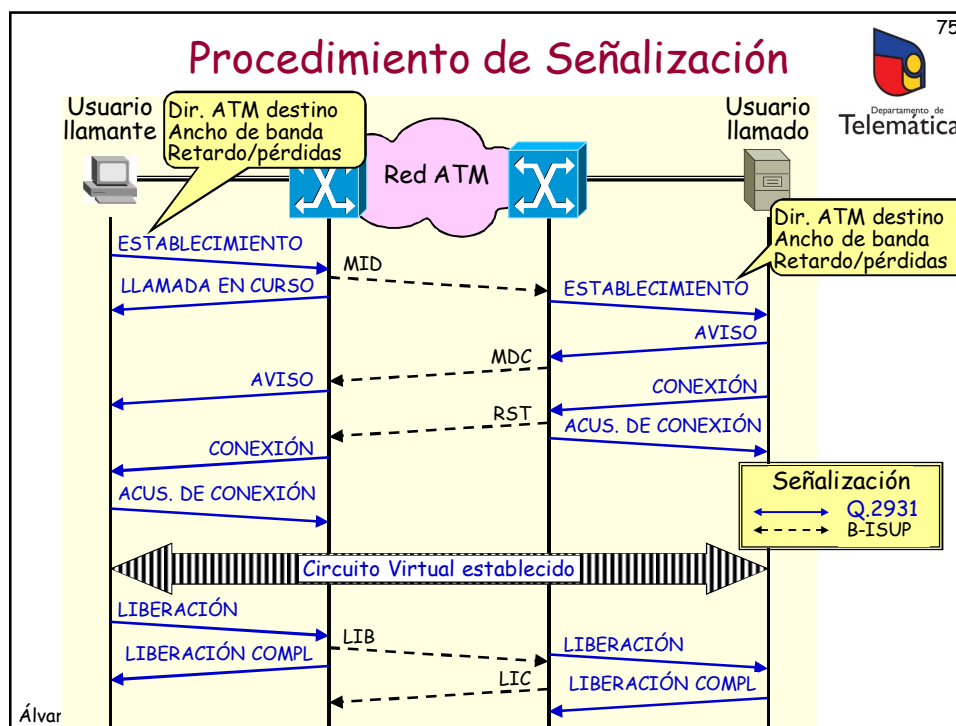 75
Procedimiento de Señalización
Departamento de
Telemática
Usuario
llamante
Dir. ATM destino
Ancho de banda
Retardo/pérdidas
Red ATM
Usuario
llamado
Dir. ATM destino
Ancho de banda
Retardo/pérdidas
ESTABLECIMIENTO
MID
LLAMADA EN CURSO
ESTABLECIMIENTO
AVISO
MDC
AVISO
CONEXIÓN
RST
ACUS. DE CONEXIÓN
CONEXIÓN
ACUS. DE CONEXIÓN
Señalización
Q.2931
B-ISUP
Circuito Virtual establecido
LIBERACIÓN
LIB
LIBERACIÓN
LIBERACIÓN COMPL
LIC
LIBERACIÓN COMPL
Álvar